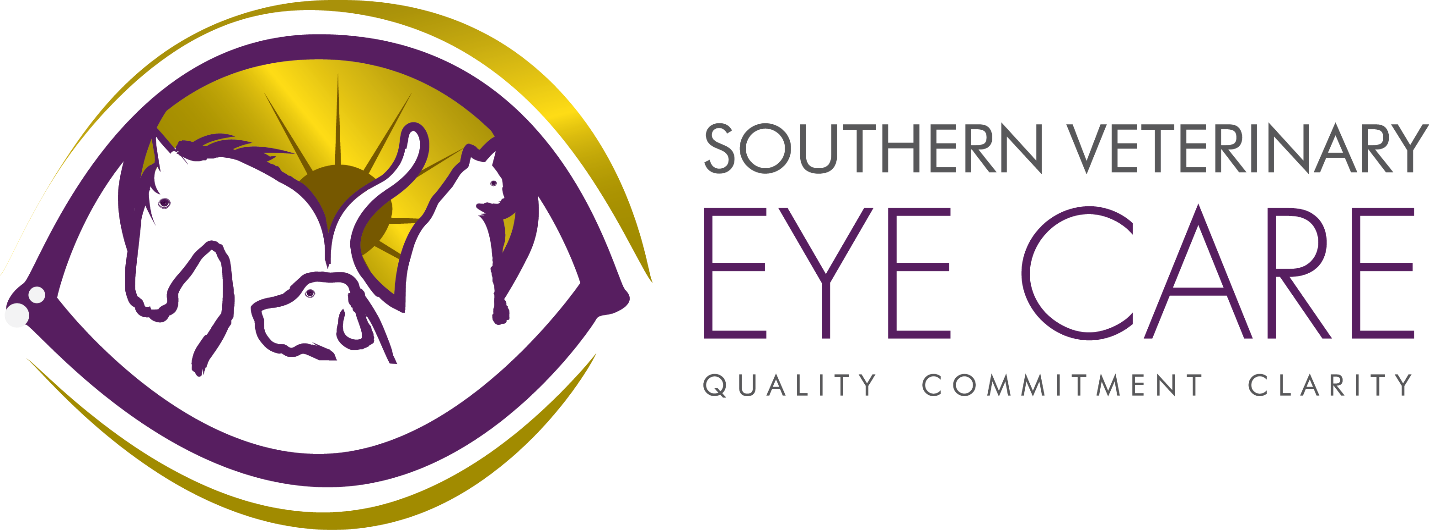 SOUTHERN VETERINARY
EYE CARE
QUALITY COMMITMENT CLARITY